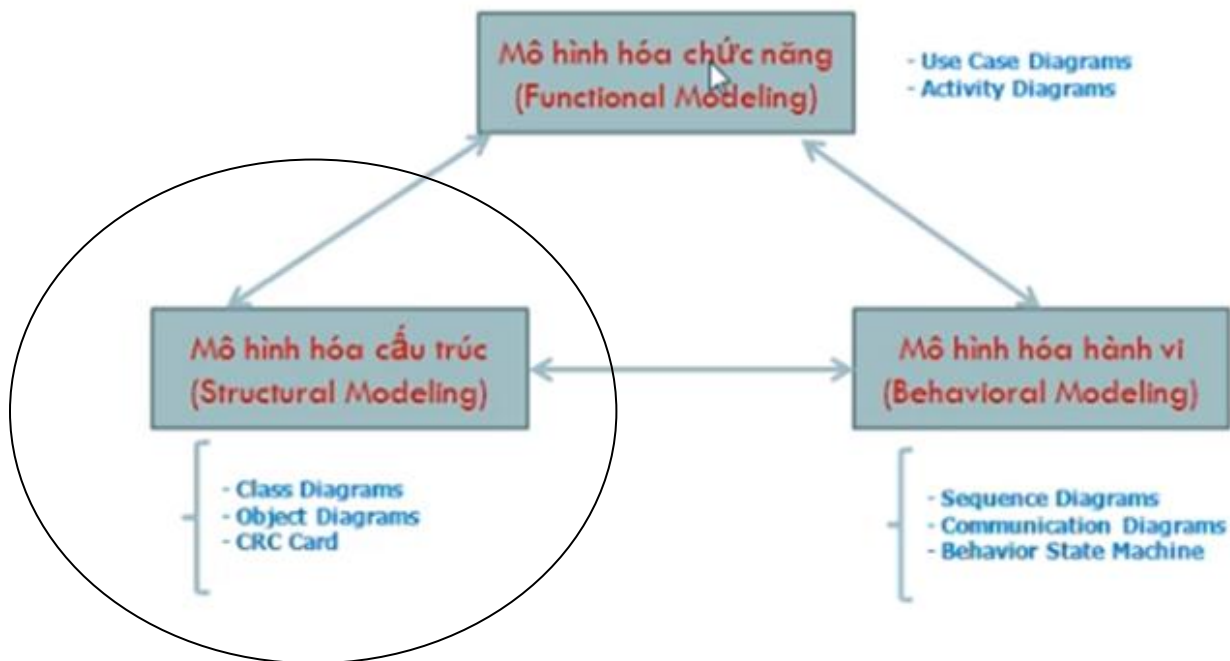 Mô hình hóa chức năng
(Functional Modeling)
- Use Case Diagrams
- Activity Diagrams
Mô hình hóa cấu trúc
(Structural Modeling)
- Class Diagrams
- Object Diagrams
- CRC Card
Mô hình hóa hành vi
(Behavioral Modeling)
- Sequence Diagrams
- Communication Diagrams
- Behavior State Machine